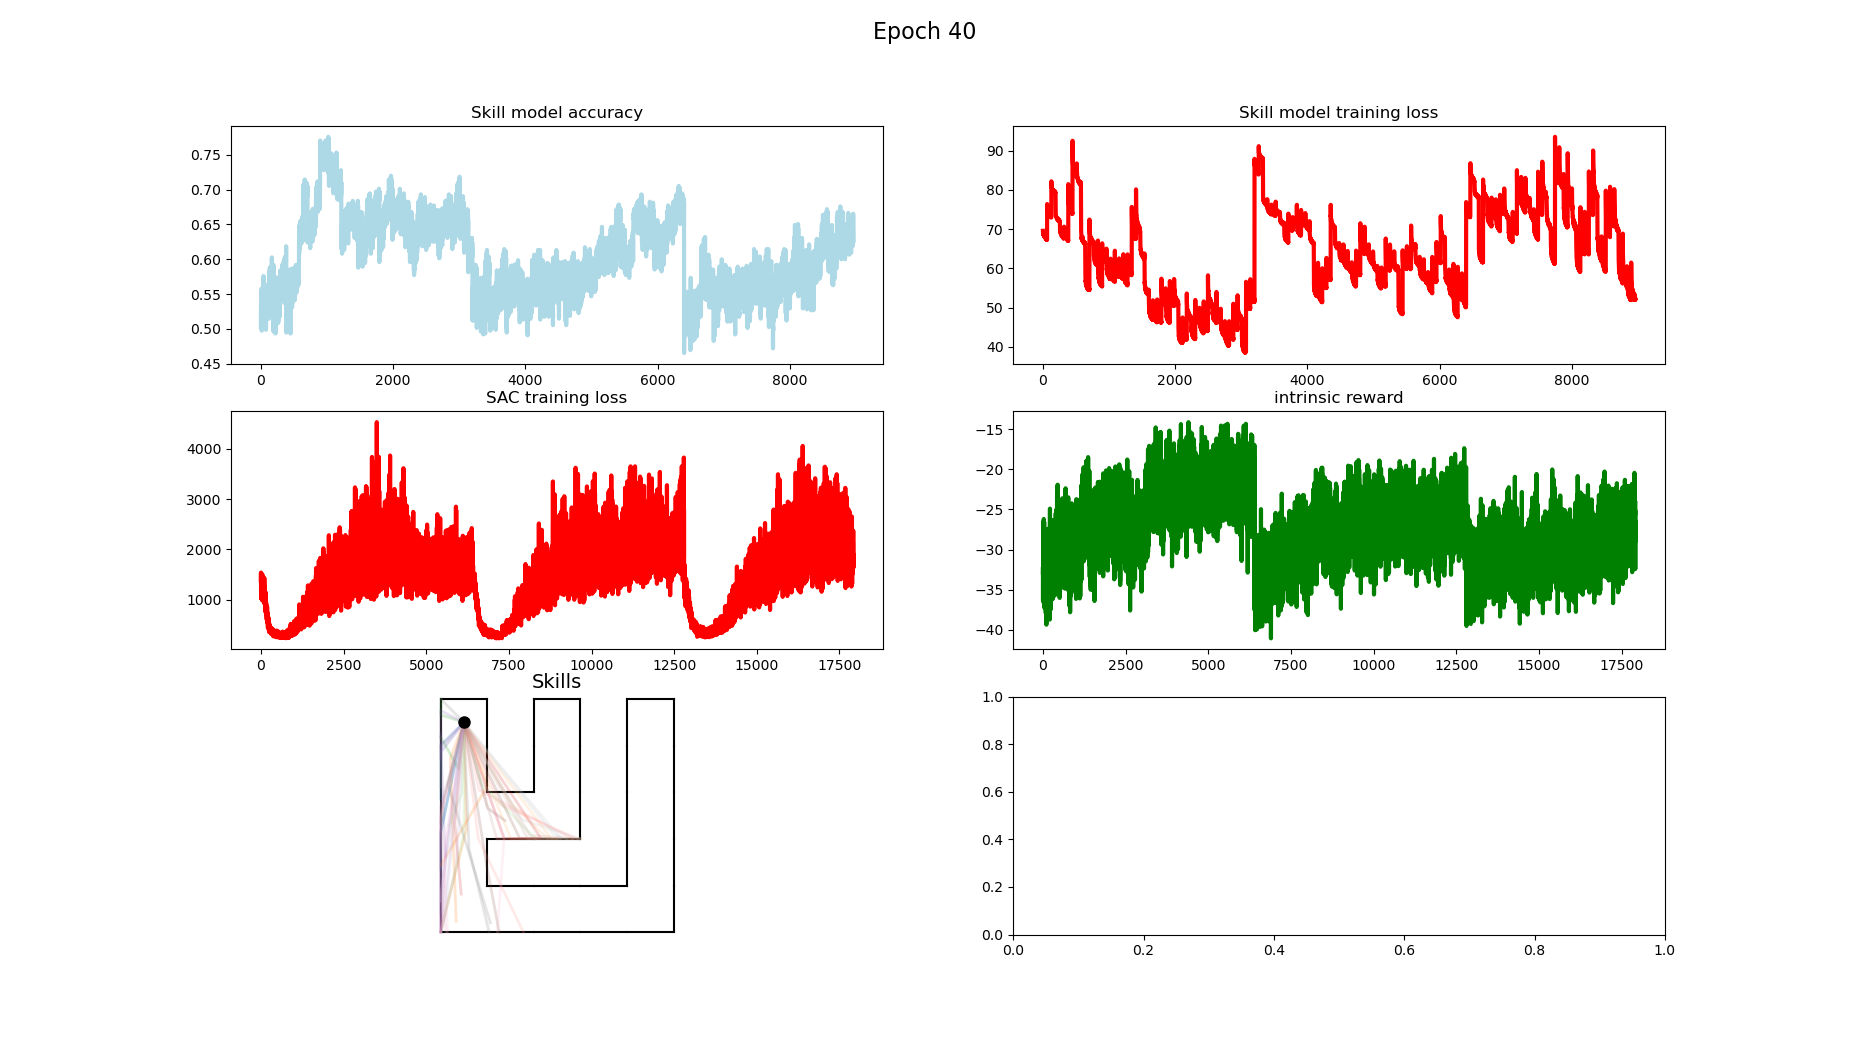 Epoch 40
Skill model accuracy
0.75
0.70
0.65
0.60
0.55
0.50
0.45
0 2000 4000 6000 8000
Skill model training loss
90
80
70
60
50
40
0 2000 4000 6000 8000
SAC training loss
4000
3000
2000
1000
0 2500 5000 7500 10000 12500 15000 17500
intrinsic reward
−15
−20
−25
−30
−35
−40
0 2500 5000 7500 10000 12500 15000 17500
Skills
1.0
0.8
0.6
0.4
0.2
0.0
0.0 0.2 0.4 0.6 0.8 1.0